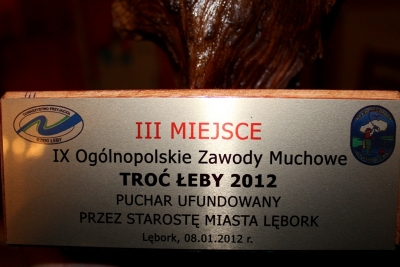 III MIEJSCE
IX Ogólnopolskie Zawody Muchowe
TROĆ ŁEBY 2012
PUCHAR UFUNDOWANY
PRZEZ STAROSTĘ MIASTA LĘBORK
Lębork, 08.01.2012 r.